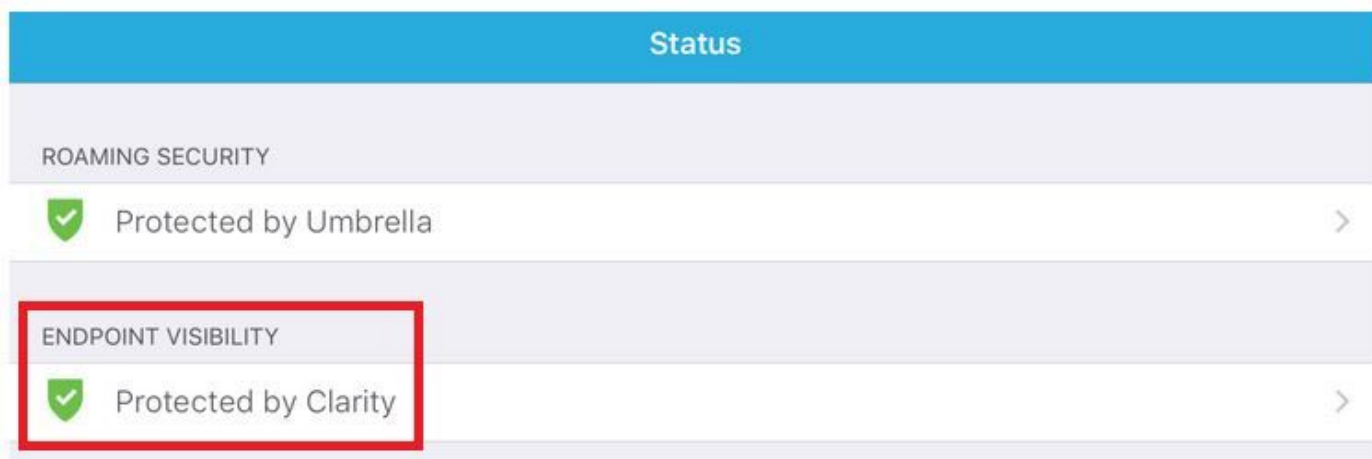 Status
ROAMING SECURITY
Protected by Umbrella
ENDPOINT VISIBILITY
Protected by Clarity